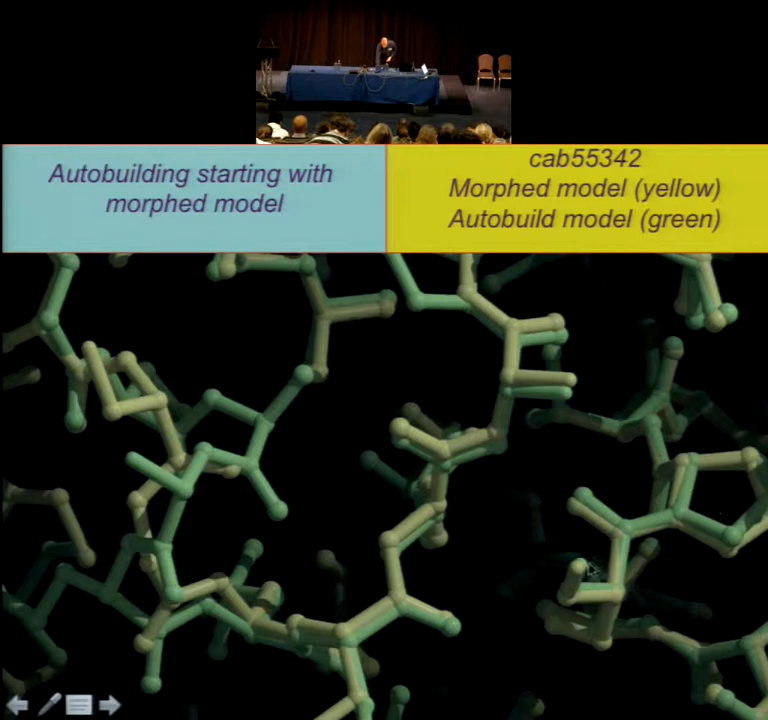 Autobuilding starting with
morphed model
cab55342
Morphed model (yellow)
Autobuild model (green)